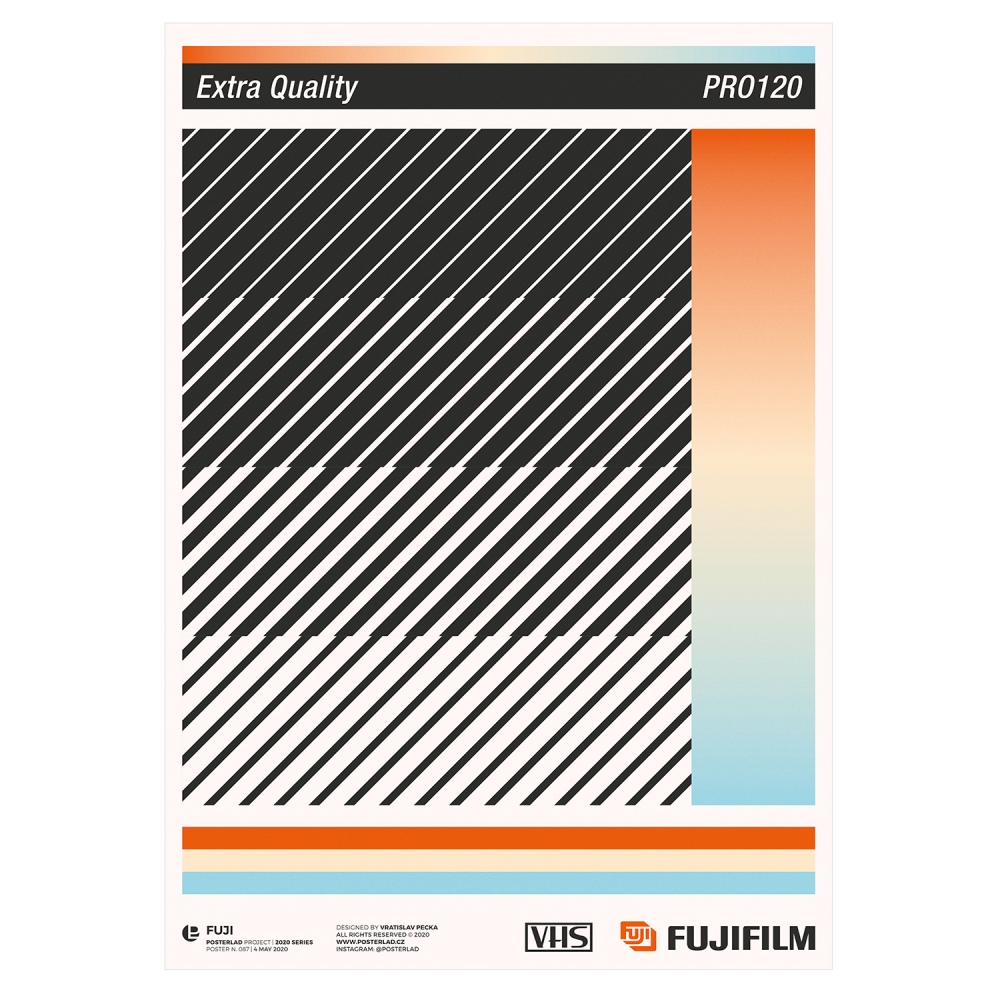 Extra Quality PRO120
FUJI
POSTERLAD PROJECT | 2020 SERIES
POSTER N. 087 | 4 MAY 2020
DESIGNED BY VRATISLAV PECKA
ALL RIGHTS RESERVED © 2020
WWW.POSTERLAD.CZ
INSTAGRAM: @POSTERLAD
VHS
FUJI
FUJIFILM